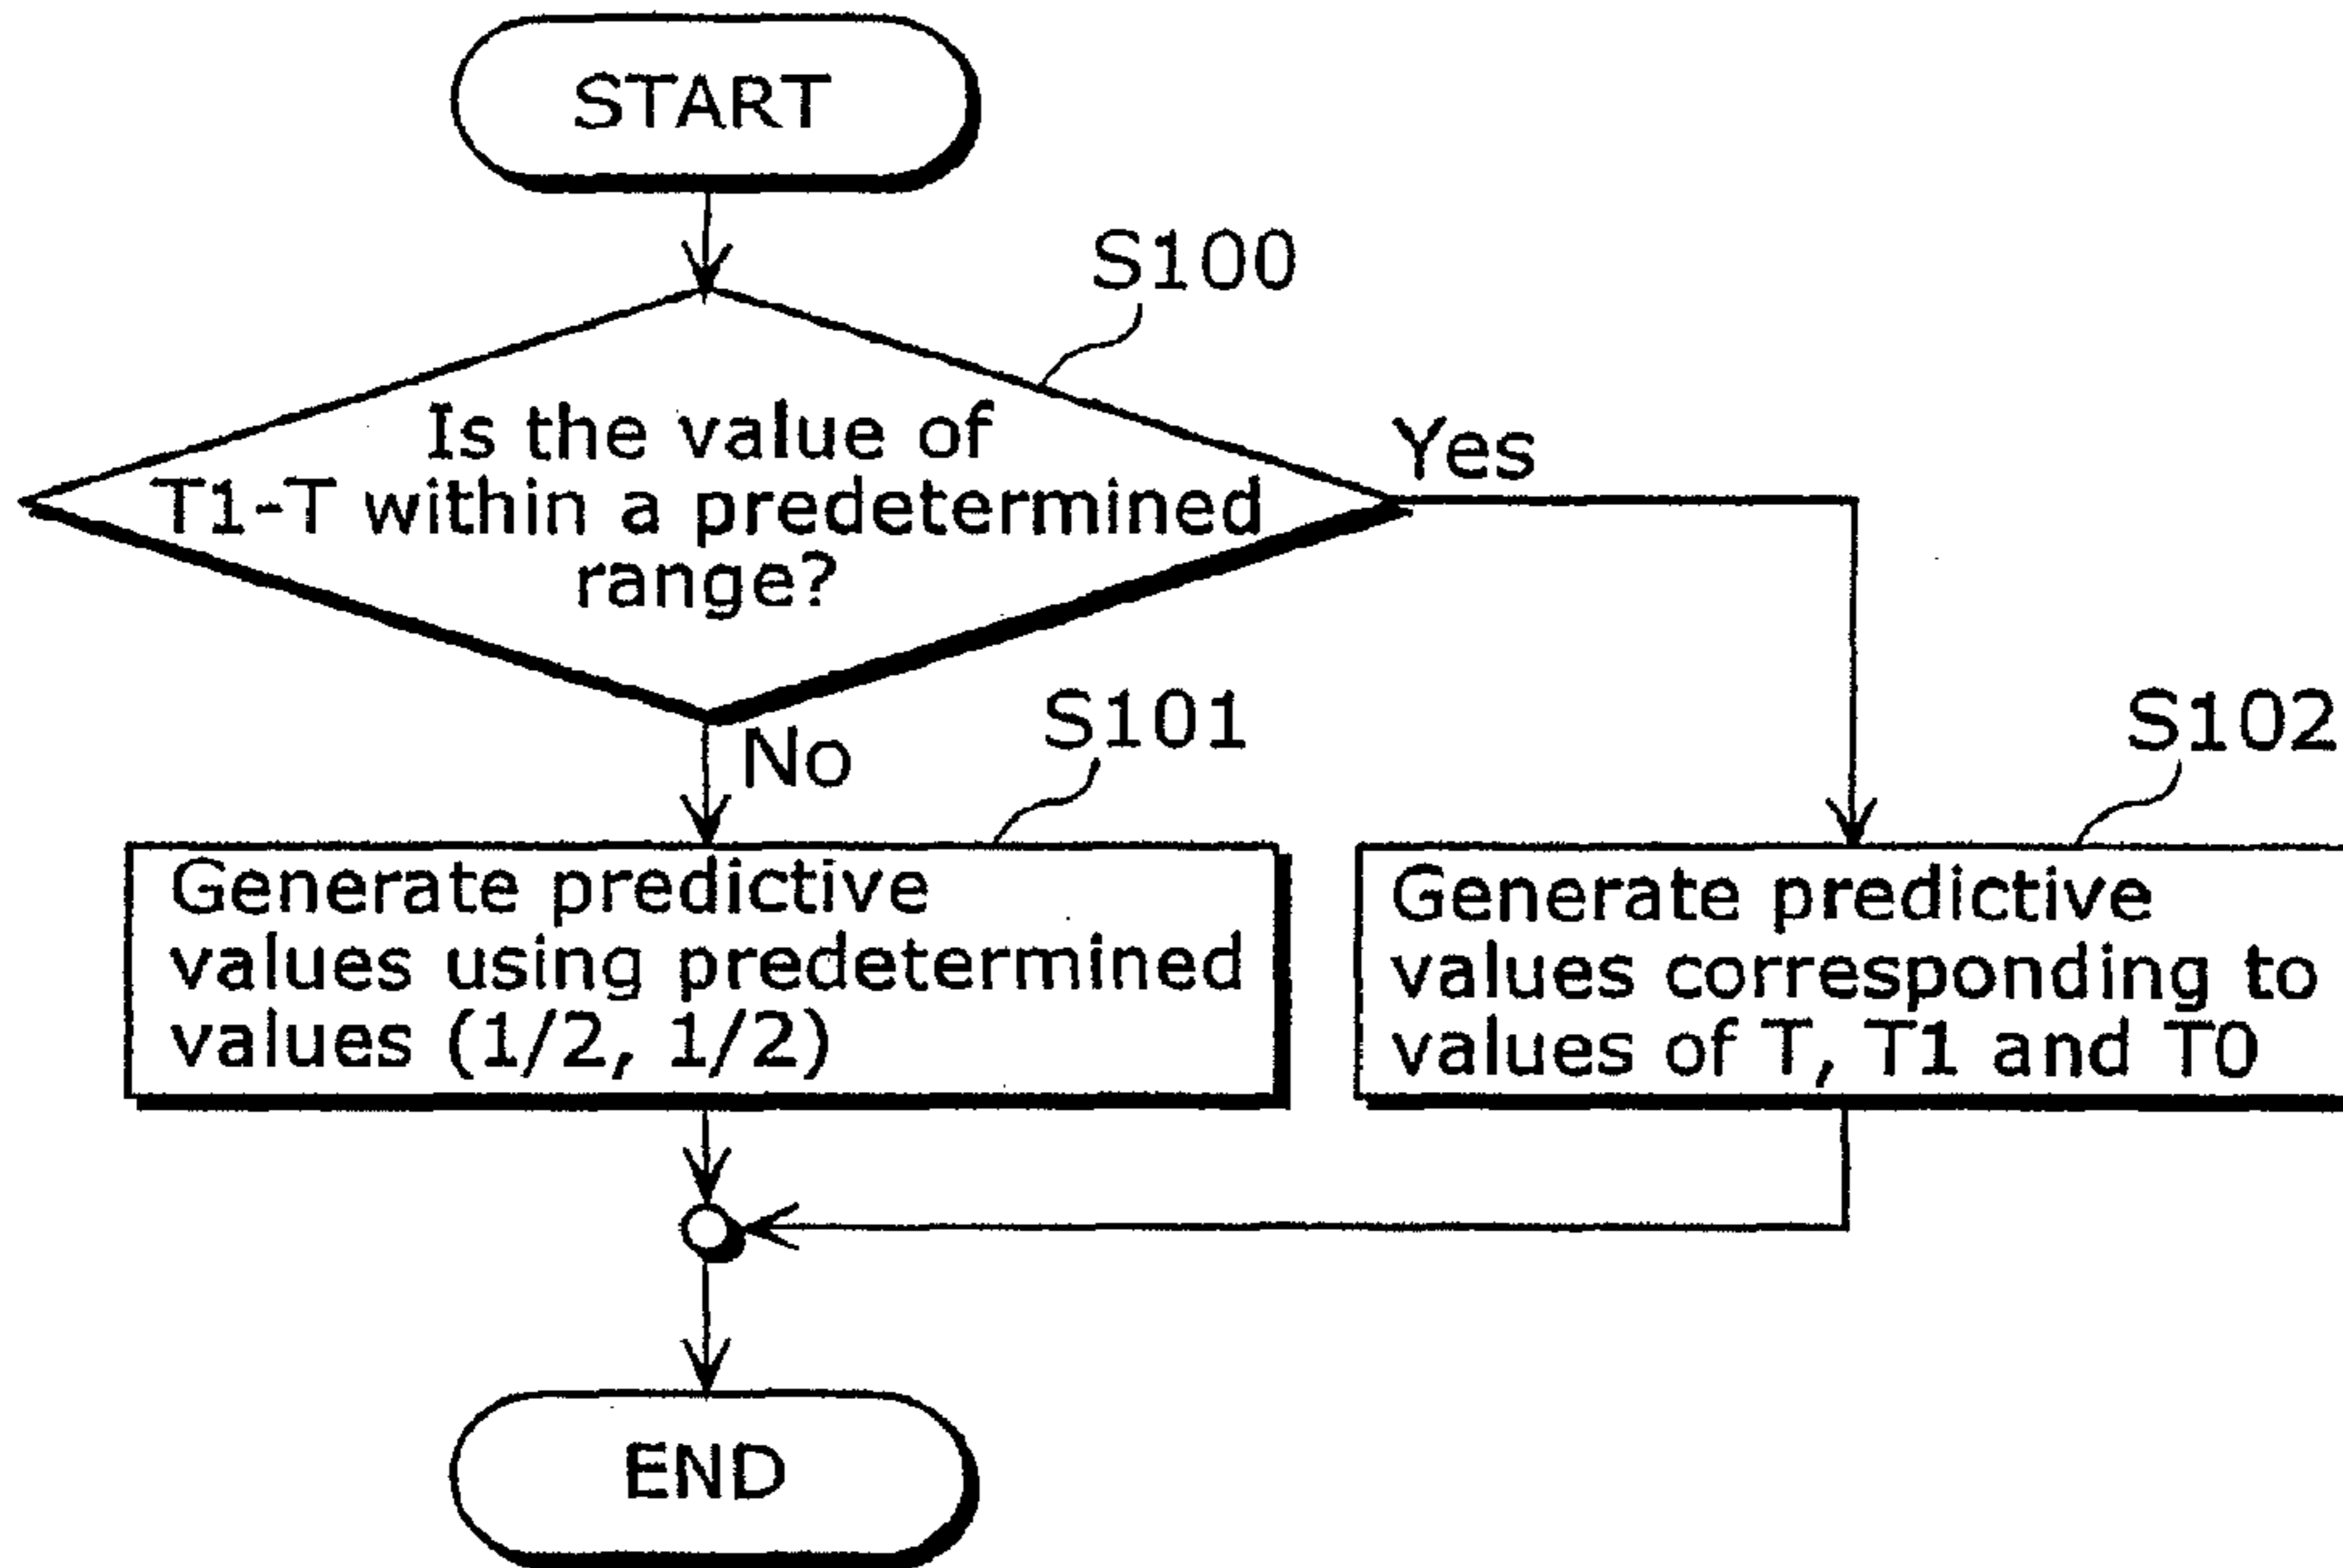 START
S100
Is the value of
T1-T within a predetermined
range?
Yes
No
S101
S102
Generate predictive
values using predetermined
values (1/2, 1/2)
Generate predictive
values corresponding to
values of T, T1 and T0
END